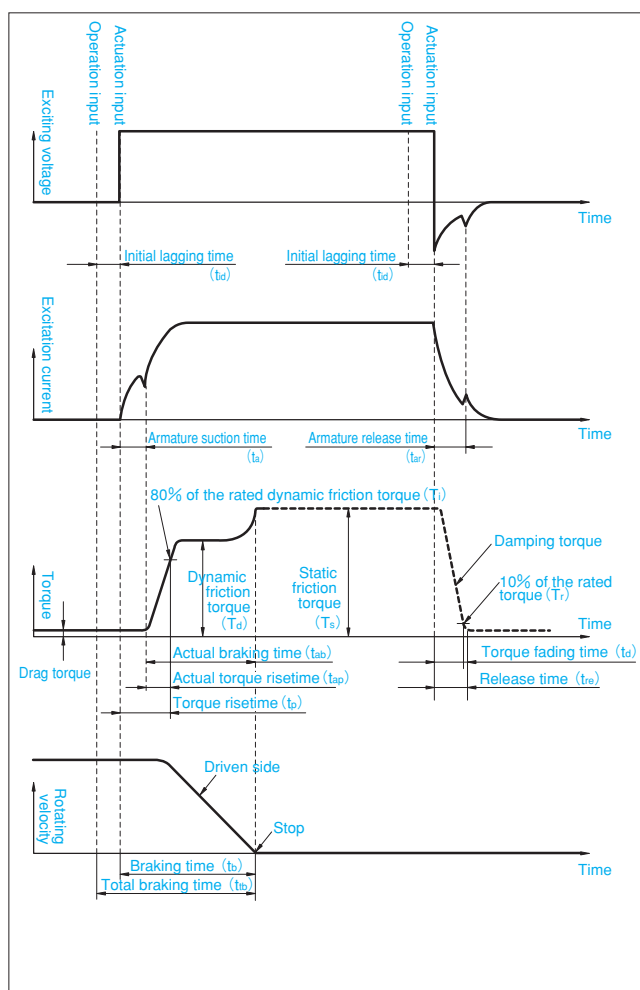 Operation input
Actuation input
Operation input
Actuation input
Exciting
voltage
Time
Initial lagging time
(tid)
Initial lagging time
(tid)
Excitation current
Time
Armature suction time
(ta)
Armature release time
(tar)
80% of the rated dynamic friction torque (Ti)
Torque
Dynamic
friction
torque
(Td)
Static
friction
torque
(Ts)
Damping torque
10% of the rated
torque (Tr)
Time
Drag torque
Actual braking time (tab)
Torque fading time (td)
Actual torque risetime (tap)
Release time (tre)
Torque risetime (tp)
Rotating
velocity
Driven side
Stop
Time
Braking time (tb)
Total braking time (ttb)